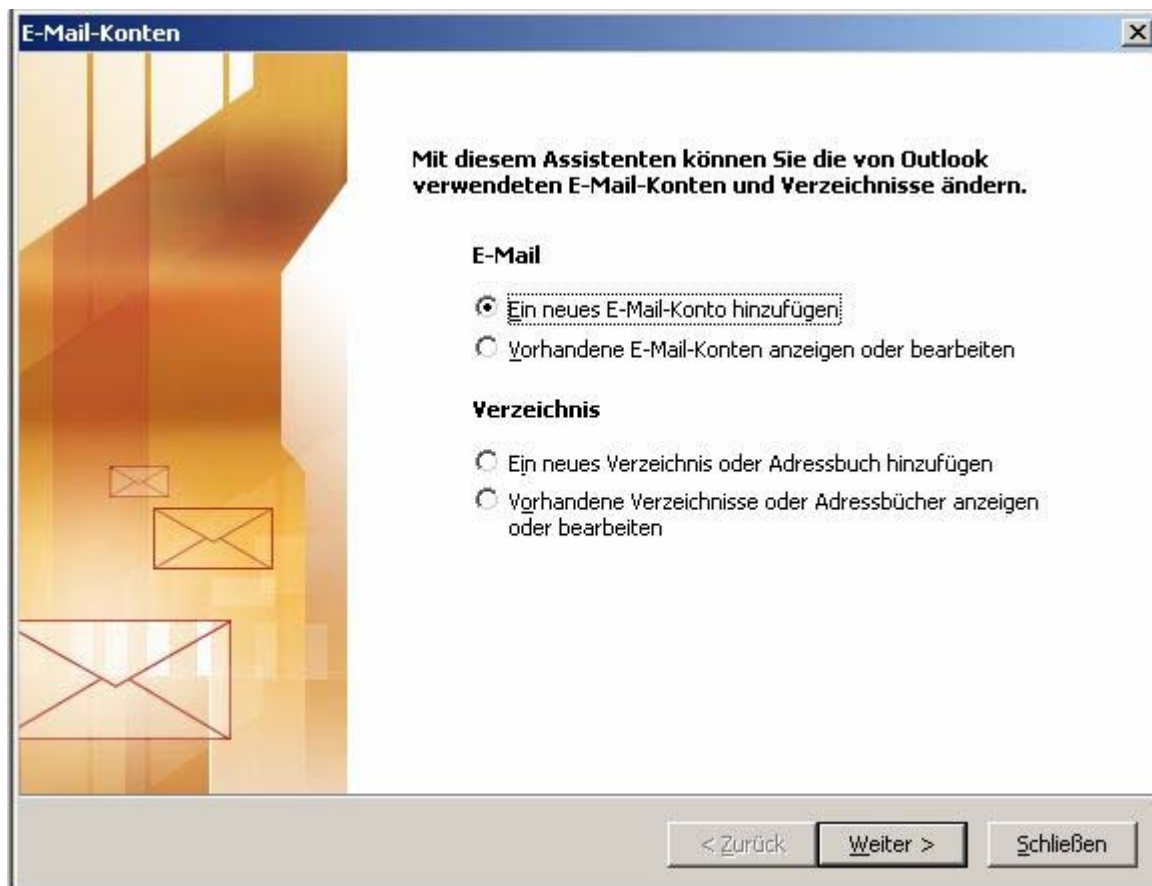 E-Mail-Konten
Mit diesem Assistenten können Sie die von Outlook
verwendeten E-Mail-Konten und Verzeichnisse ändern.
E-Mail
Ein neues E-Mail-Konto hinzufügen
Vorhandene E-Mail-Konten anzeigen oder bearbeiten
Verzeichnis
Ein neues Verzeichnis oder Adressbuch hinzufügen
Vorhandene Verzeichnisse oder Adressbücher anzeigen
oder bearbeiten
< Zurück
Weiter >
Schließen